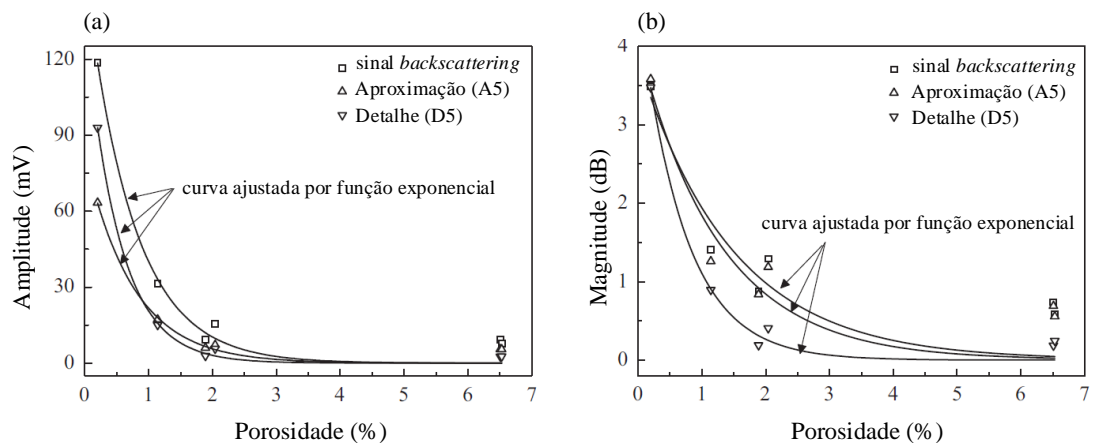 (a)
120
90
60
30
0
0 1 2 3 4 5 6 7
Amplitude (mV)
Porosidade (%)
sinal backscattering
Aproximação (A5)
Detalhe (D5)
curva ajustada por função exponencial
(b)
4
3
2
1
0
0 1 2 3 4 5 6 7
Magnitude (dB)
Porosidade (%)
sinal backscattering
Aproximação (A5)
Detalhe (D5)
curva ajustada por função exponencial